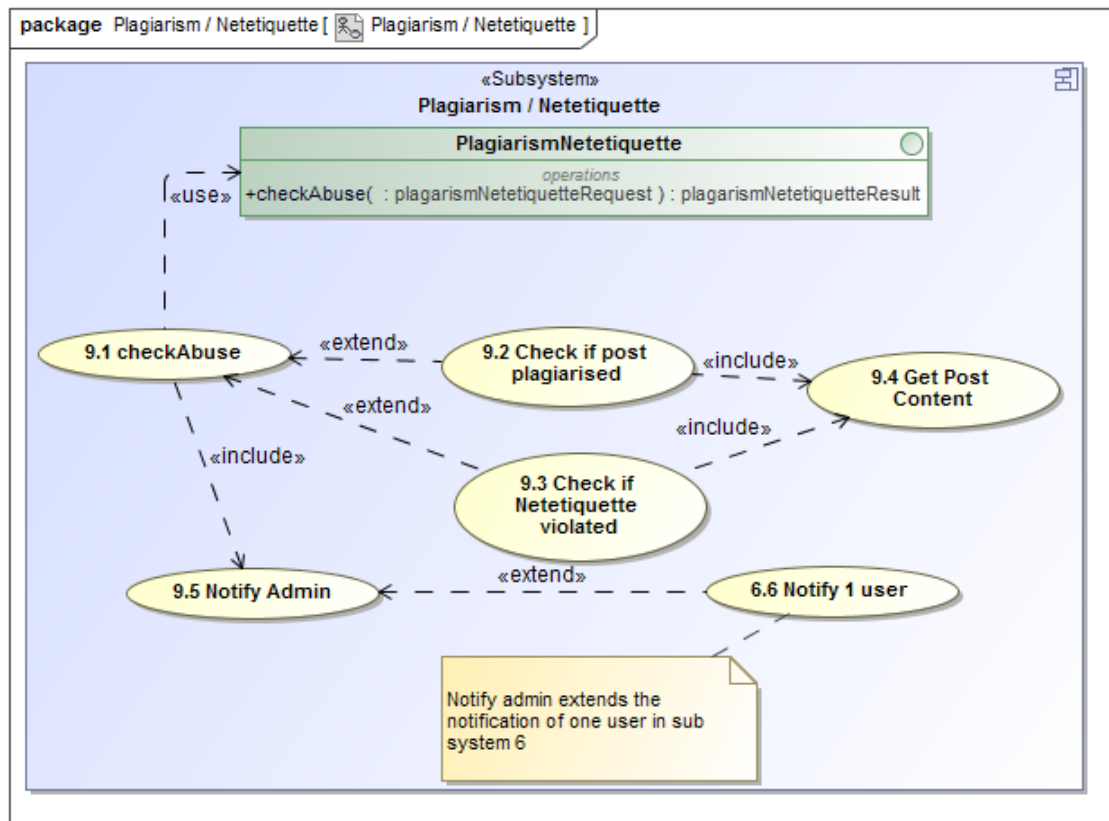 package Plagiarism / Netetiquette [ Plagiarism / Netetiquette ]
«Subsystem»
Plagiarism / Netetiquette
PlagiarismNetetiquette
operations
+checkAbuse( : plagarismNetetiquetteRequest ) : plagarismNetetiquetteResult
«use»
9.1 checkAbuse
«extend»
9.2 Check if post
plagiarised
«include»
9.4 Get Post
Content
«extend»
«include»
«include»
9.3 Check if
Netetiquette
violated
9.5 Notify Admin
«extend»
6.6 Notify 1 user
Notify admin extends the
notification of one user in sub
system 6